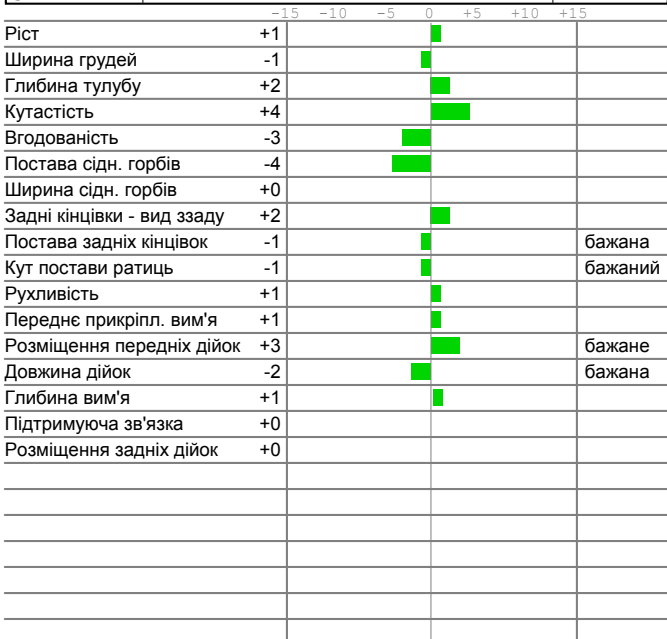 -15 -10 -5 0 +5 +10 +15
Ріст +1
Ширина грудей -1
Глибина тулубу +2
Кутастість +4
Вгодованість -3
Постава сідн. горбів -4
Ширина сідн. горбів +0
Задні кінцівки - вид ззаду +2
Постава задніх кінцівок -1 бажана
Кут постави ратиць -1 бажаний
Рухливість +1
Переднє прикріпл. вим'я +1
Розміщення передніх дійок +3 бажане
Довжина дійок -2 бажана
Глибина вим'я +1
Підтримуюча зв'язка +0
Розміщення задніх дійок +0